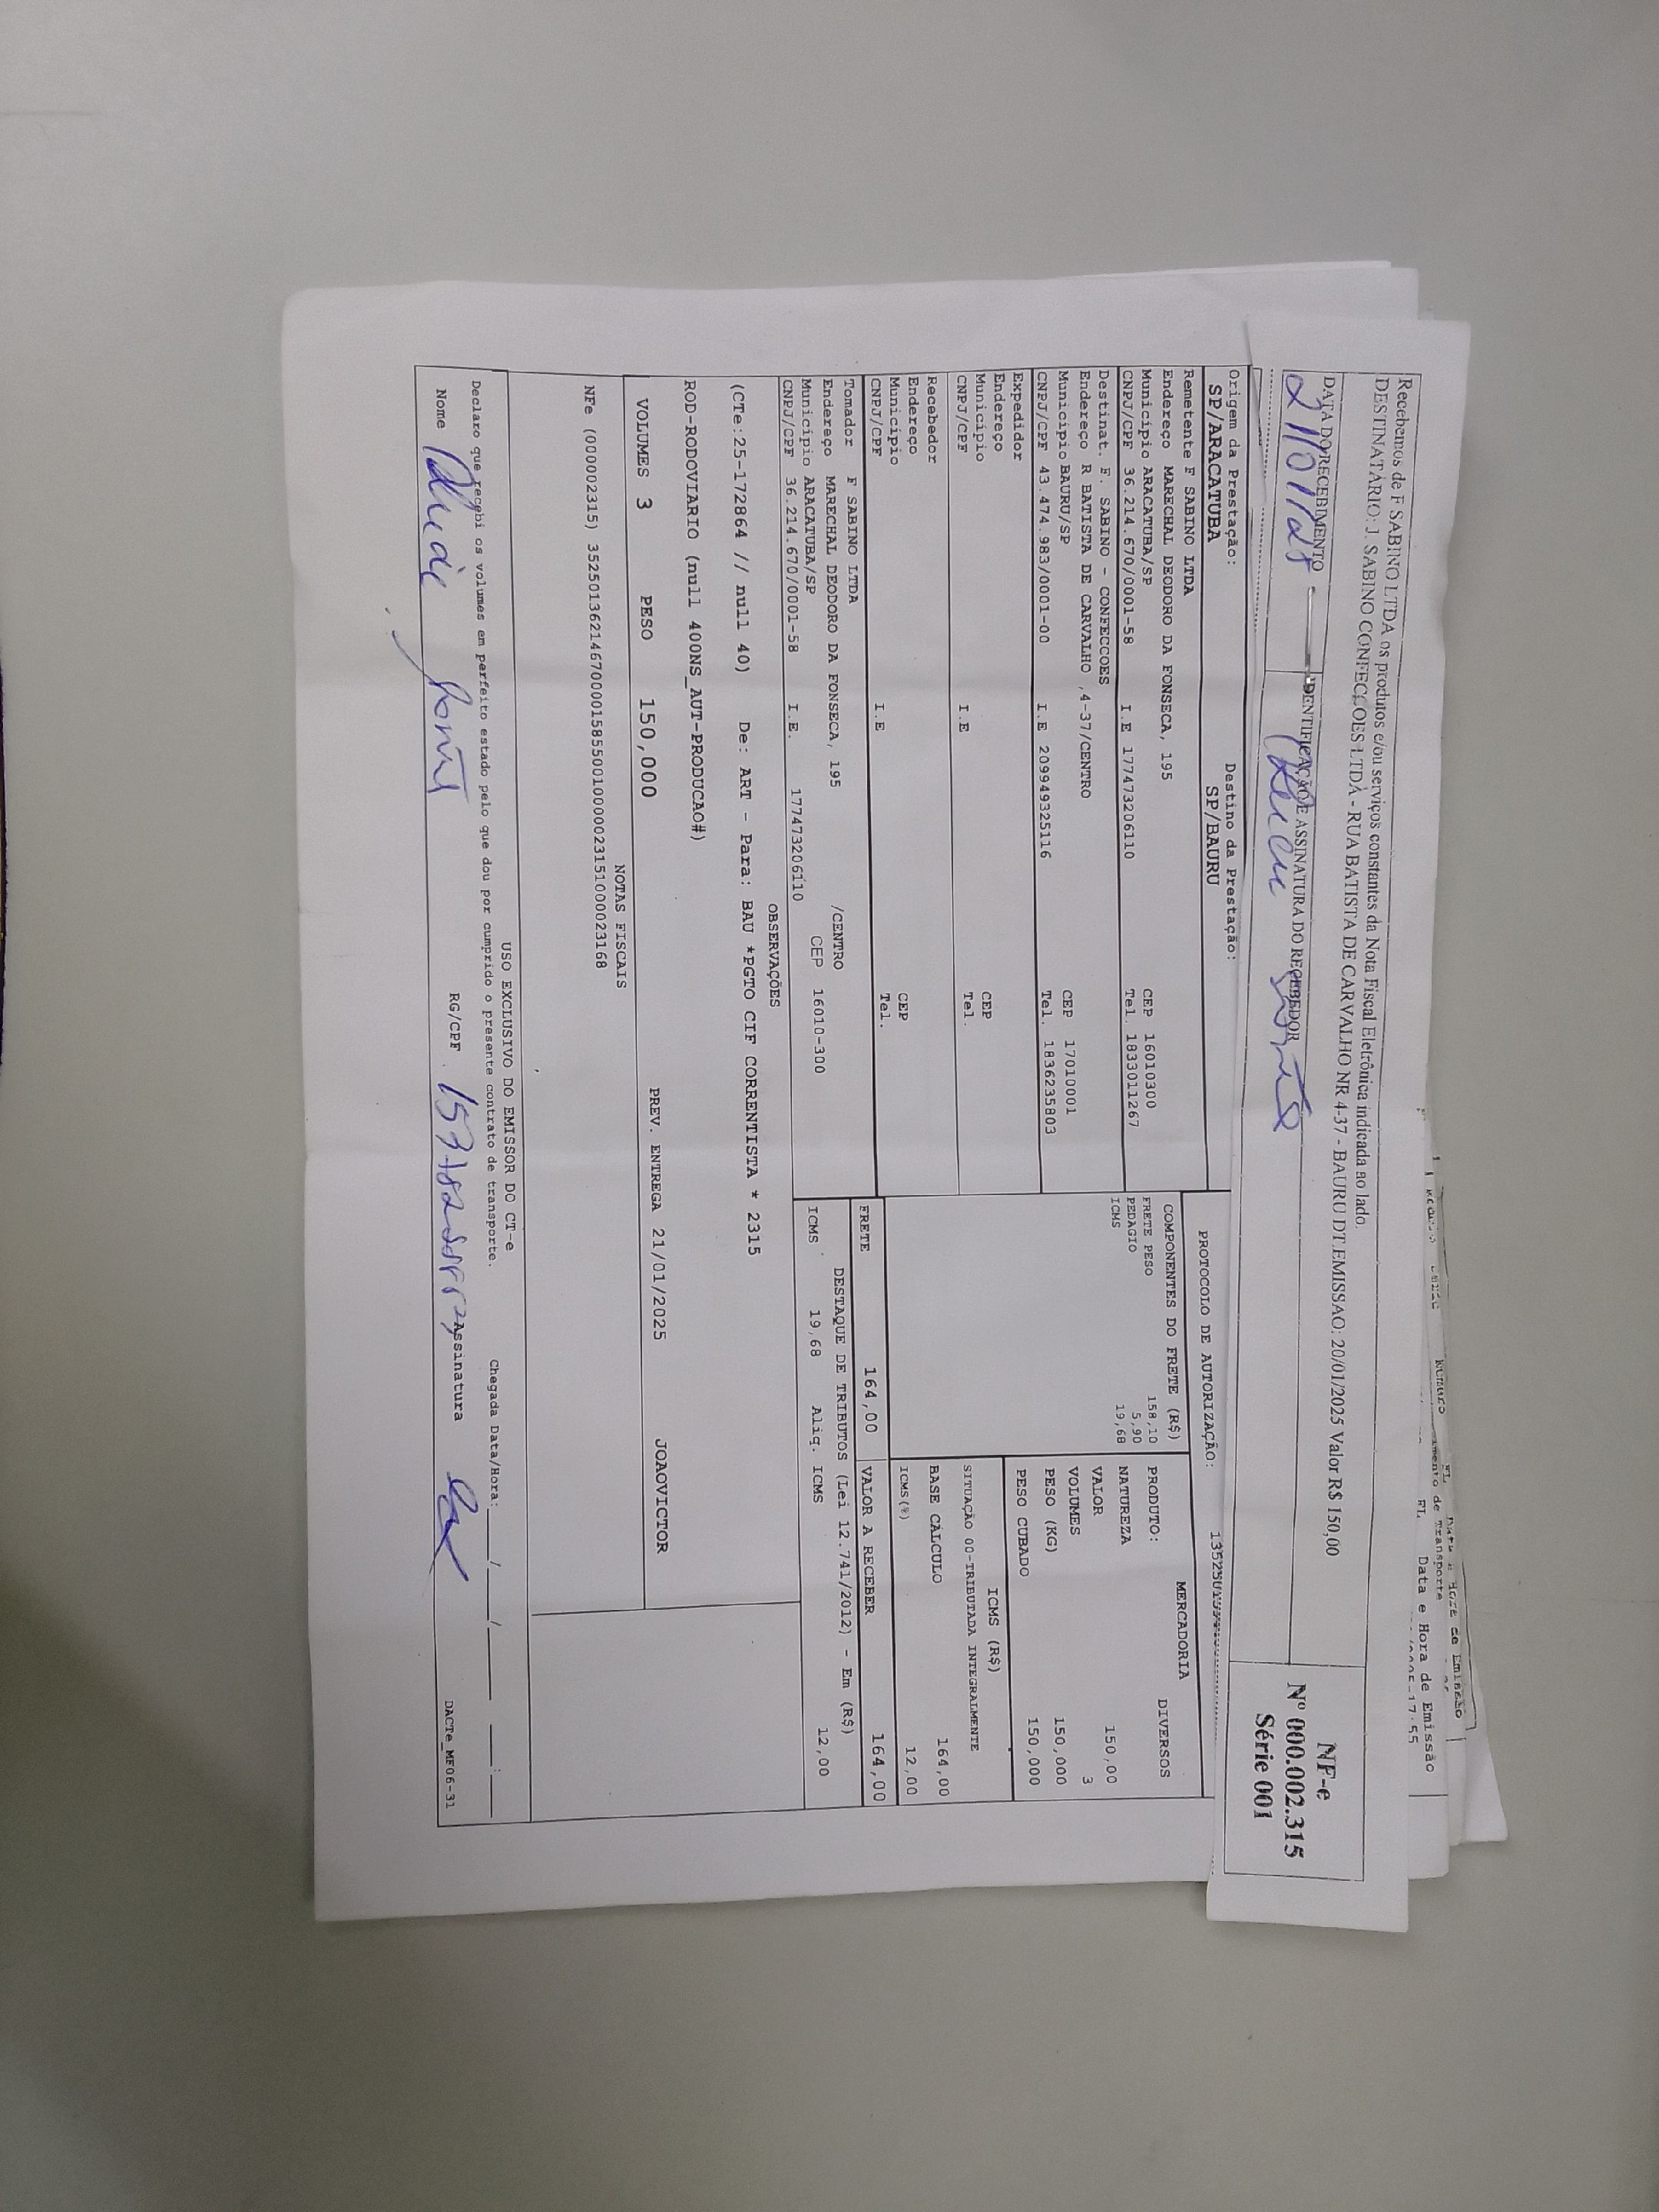 Recebemos de F SABINO LTDA os produtos e/ou serviços constantes da Nota Fiscal Eletrônica indicada ao lado.
DESTINATÁRIO: J. SABINO CONFECCOES LTDA - RUA BATISTA DE CARVALHO NR 4-37 - BAURU DT.EMISSAO: 20/01/2025 Valor R$ 150,00
DATA DO RECEBIMENTO
21/01/25
IDENTIFICAÇÃO E ASSINATURA DO RECEBEDOR
NF-e
Nº 000.002.315
Série 001
Data e Hora de Emissão
Origem da Prestação:
SP/ARACATUBA
Destino da Prestação:
SP/BAURU
PROTOCOLO DE AUTORIZAÇÃO:
Remetente F SABINO LTDA
Endereço MARECHAL DEODORO DA FONSECA, 195
Município ARACATUBA/SP CEP 16010300
CNPJ/CPF 36.214.670/0001-58 I.E 177473206110 Tel. 1833011267
Destinat. F. SABINO - CONFECCOES
Endereço R BATISTA DE CARVALHO ,4-37/CENTRO
Município BAURU/SP CEP 17010001
CNPJ/CPF 43.474.983/0001-00 I.E 209949325116 Tel. 1836235803
Expedidor
Endereço
Município CEP
CNPJ/CPF I.E Tel.
Recebedor
Endereço
Município CEP
CNPJ/CPF I.E Tel.
Tomador F SABINO LTDA
Endereço MARECHAL DEODORO DA FONSECA, 195 /CENTRO
Município ARACATUBA/SP CEP 16010-300
CNPJ/CPF 36.214.670/0001-58 I.E. 177473206110
COMPONENTES DO FRETE (R$)
FRETE PESO 158,10
PEDAGIO 5,90
ICMS 19,68
MERCADORIA
PRODUTO: DIVERSOS
NATUREZA
VALOR 150,00
VOLUMES 3
PESO (KG) 150,000
PESO CUBADO 150,000
ICMS (R$)
SITUAÇÃO 00-TRIBUTADA INTEGRALMENTE
BASE CÁLCULO 164,00
ICMS(%) 12,00
FRETE 164,00 VALOR A RECEBER 164,00
DESTAQUE DE TRIBUTOS (Lei 12.741/2012) - Em (R$)
ICMS 19,68 Aliq. ICMS 12,00
OBSERVAÇÕES
(CTe:25-172864 // null 40) De: ART - Para: BAU *PGTO CIF CORRENTISTA * 2315
ROD-RODOVIARIO (null 400NS_AUT-PRODUCAO#)
VOLUMES 3 PESO 150,000 PREV. ENTREGA 21/01/2025 JOAOVICTOR
NOTAS FISCAIS
NFe (000002315) 35250136214670000158550010000023151000023168
USO EXCLUSIVO DO EMISSOR DO CT-e
Declaro que recebi os volumes em perfeito estado pelo que dou por cumprido o presente contrato de transporte. Chegada Data/Hora: ___/___/___ ___:___
Nome RG/CPF Assinatura
DACTe_MF06-31